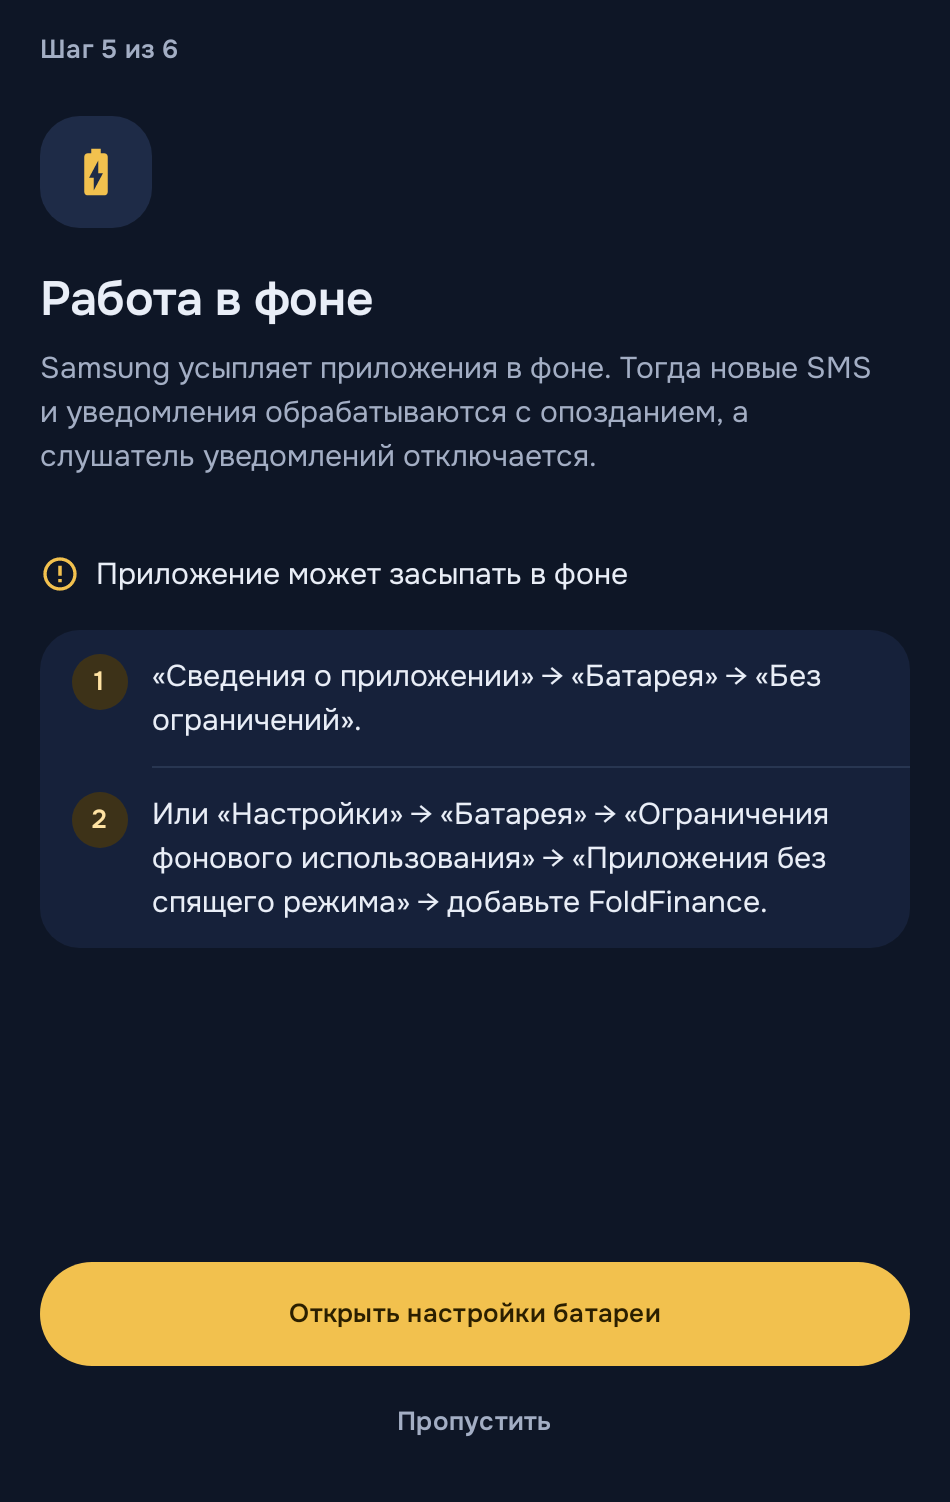 Шаг 5 из 6
Работа в фоне
Samsung усыпляет приложения в фоне. Тогда новые SMS
и уведомления обрабатываются с опозданием, а
слушатель уведомлений отключается.
Приложение может засыпать в фоне
1
«Сведения о приложении» → «Батарея» → «Без
ограничений».
2
Или «Настройки» → «Батарея» → «Ограничения
фонового использования» → «Приложения без
спящего режима» → добавьте FoldFinance.
Открыть настройки батареи
Пропустить